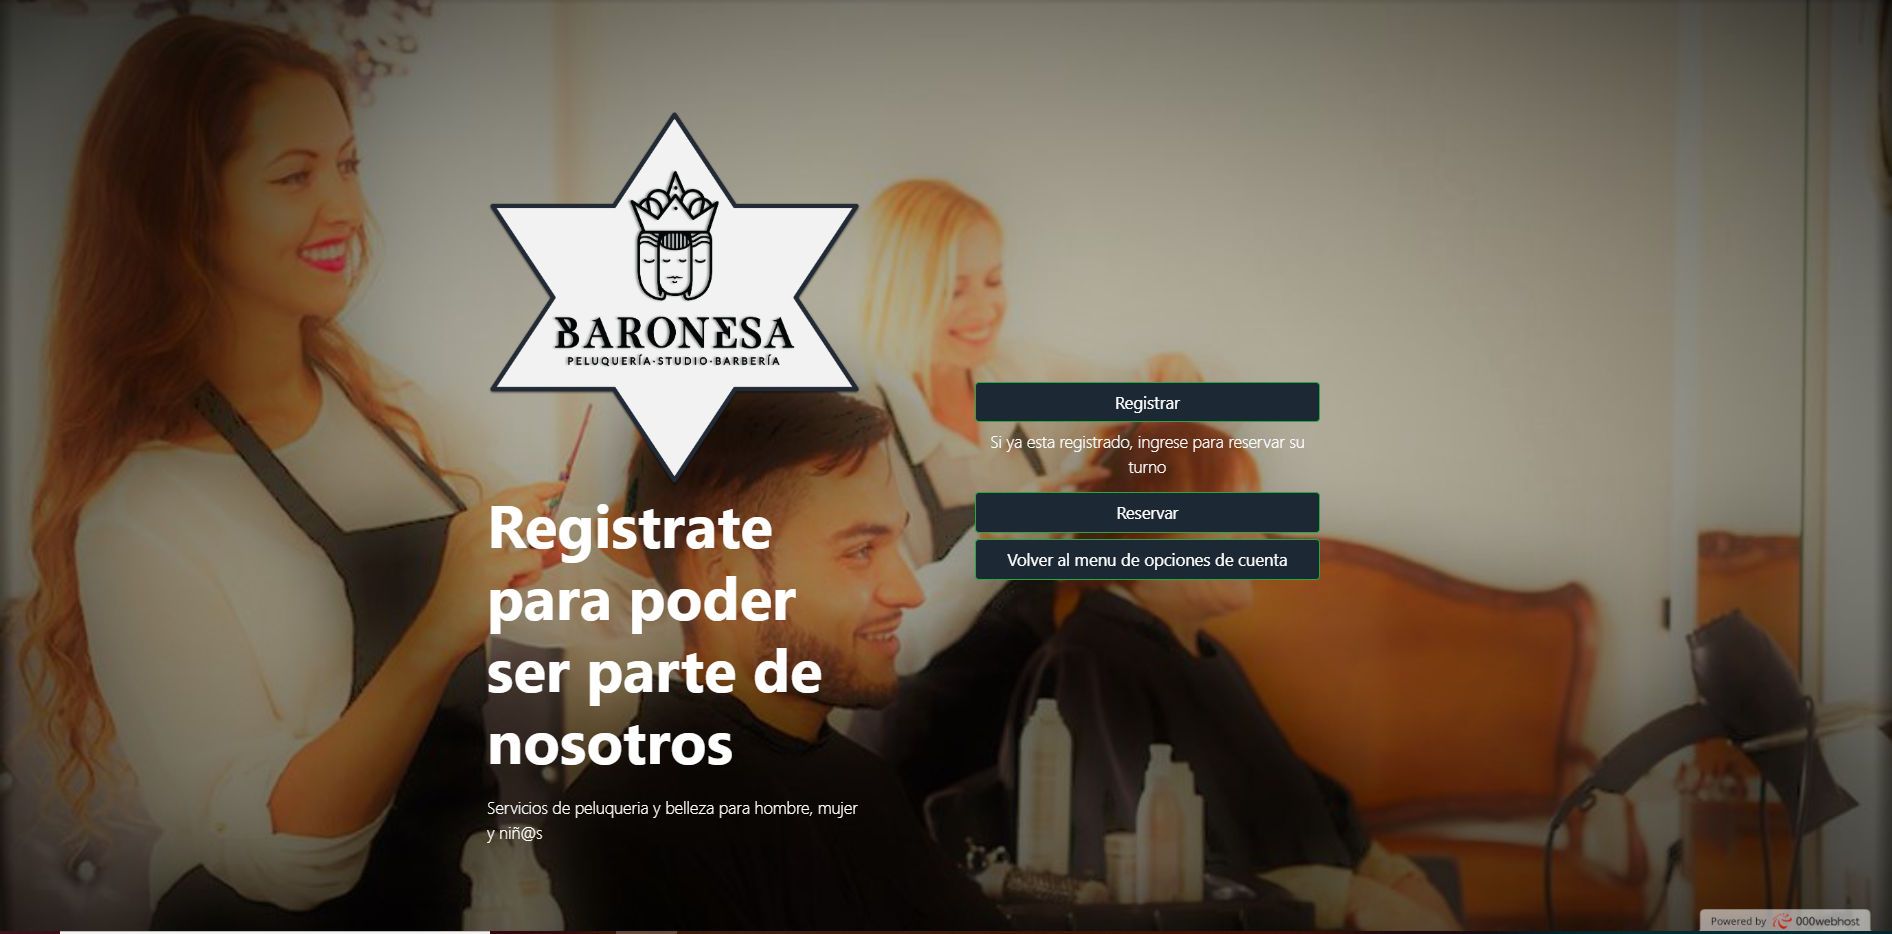 BARONESA
PELUQUERÍA·STUDIO·BARBERÍA
Registrate
para poder
ser parte de
nosotros
Servicios de peluqueria y belleza para hombre, mujer
y niñ@s
Registrar
Si ya esta registrado, ingrese para reservar su
turno
Reservar
Volver al menu de opciones de cuenta
Powered by 000webhost